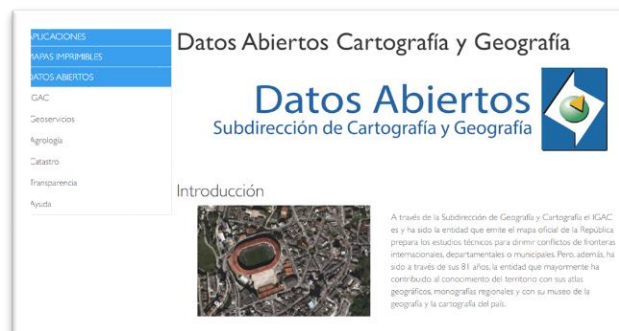 APLICACIONES
MAPAS IMPRIMIBLES
DATOS ABIERTOS
IGAC
Geoservicios
Agrología
Catastro
Transparencia
Ayuda
Datos Abiertos Cartografía y Geografía
Datos Abiertos
Subdirección de Cartografía y Geografía
Introducción
A través de la Subdirección de Geografía y Cartografía el IGAC
es y ha sido la entidad que emite el mapa oficial de la República
prepara los estudios técnicos para dirimir conflictos de fronteras
internacionales, departamentales o municipales. Pero, además, ha
sido a través de sus 81 años, la entidad que mayormente ha
contribuido al conocimiento del territorio con sus atlas
geográficos, monografías regionales y con su museo de la
geografía y la cartografía del país.